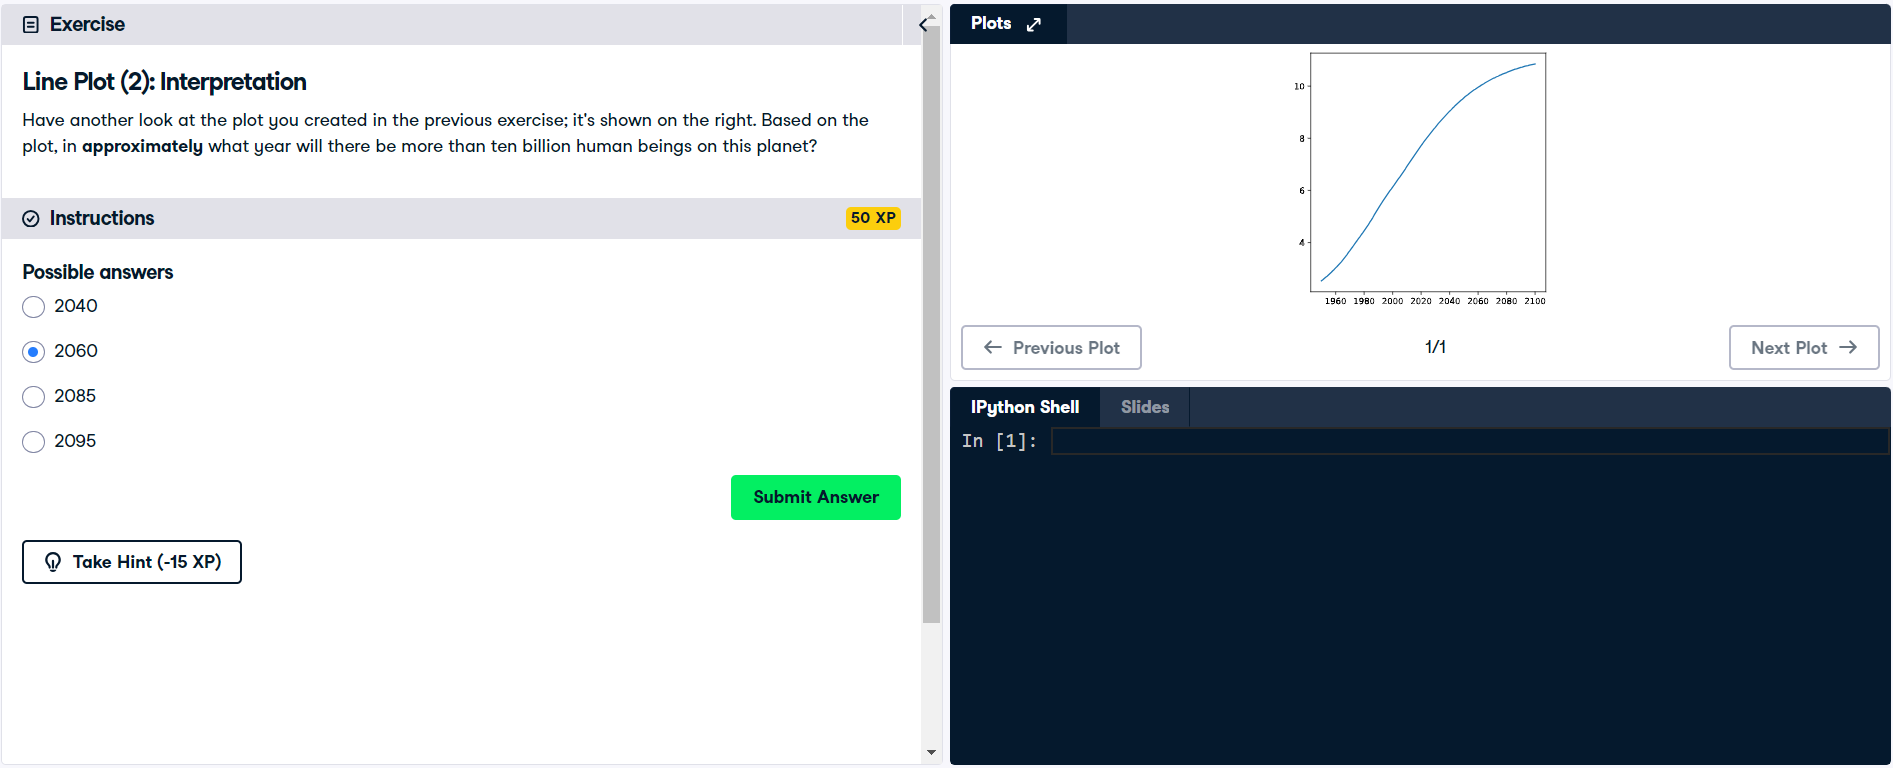 Exercise
Line Plot (2): Interpretation
Have another look at the plot you created in the previous exercise; it's shown on the right. Based on the
plot, in approximately what year will there be more than ten billion human beings on this planet?
Instructions
50 XP
Possible answers
2040
2060
2085
2095
Submit Answer
Take Hint (-15 XP)
Plots
10
8
6
4
1960 1980 2000 2020 2040 2060 2080 2100
Previous Plot
1/1
Next Plot
IPython Shell
Slides
In [1]: